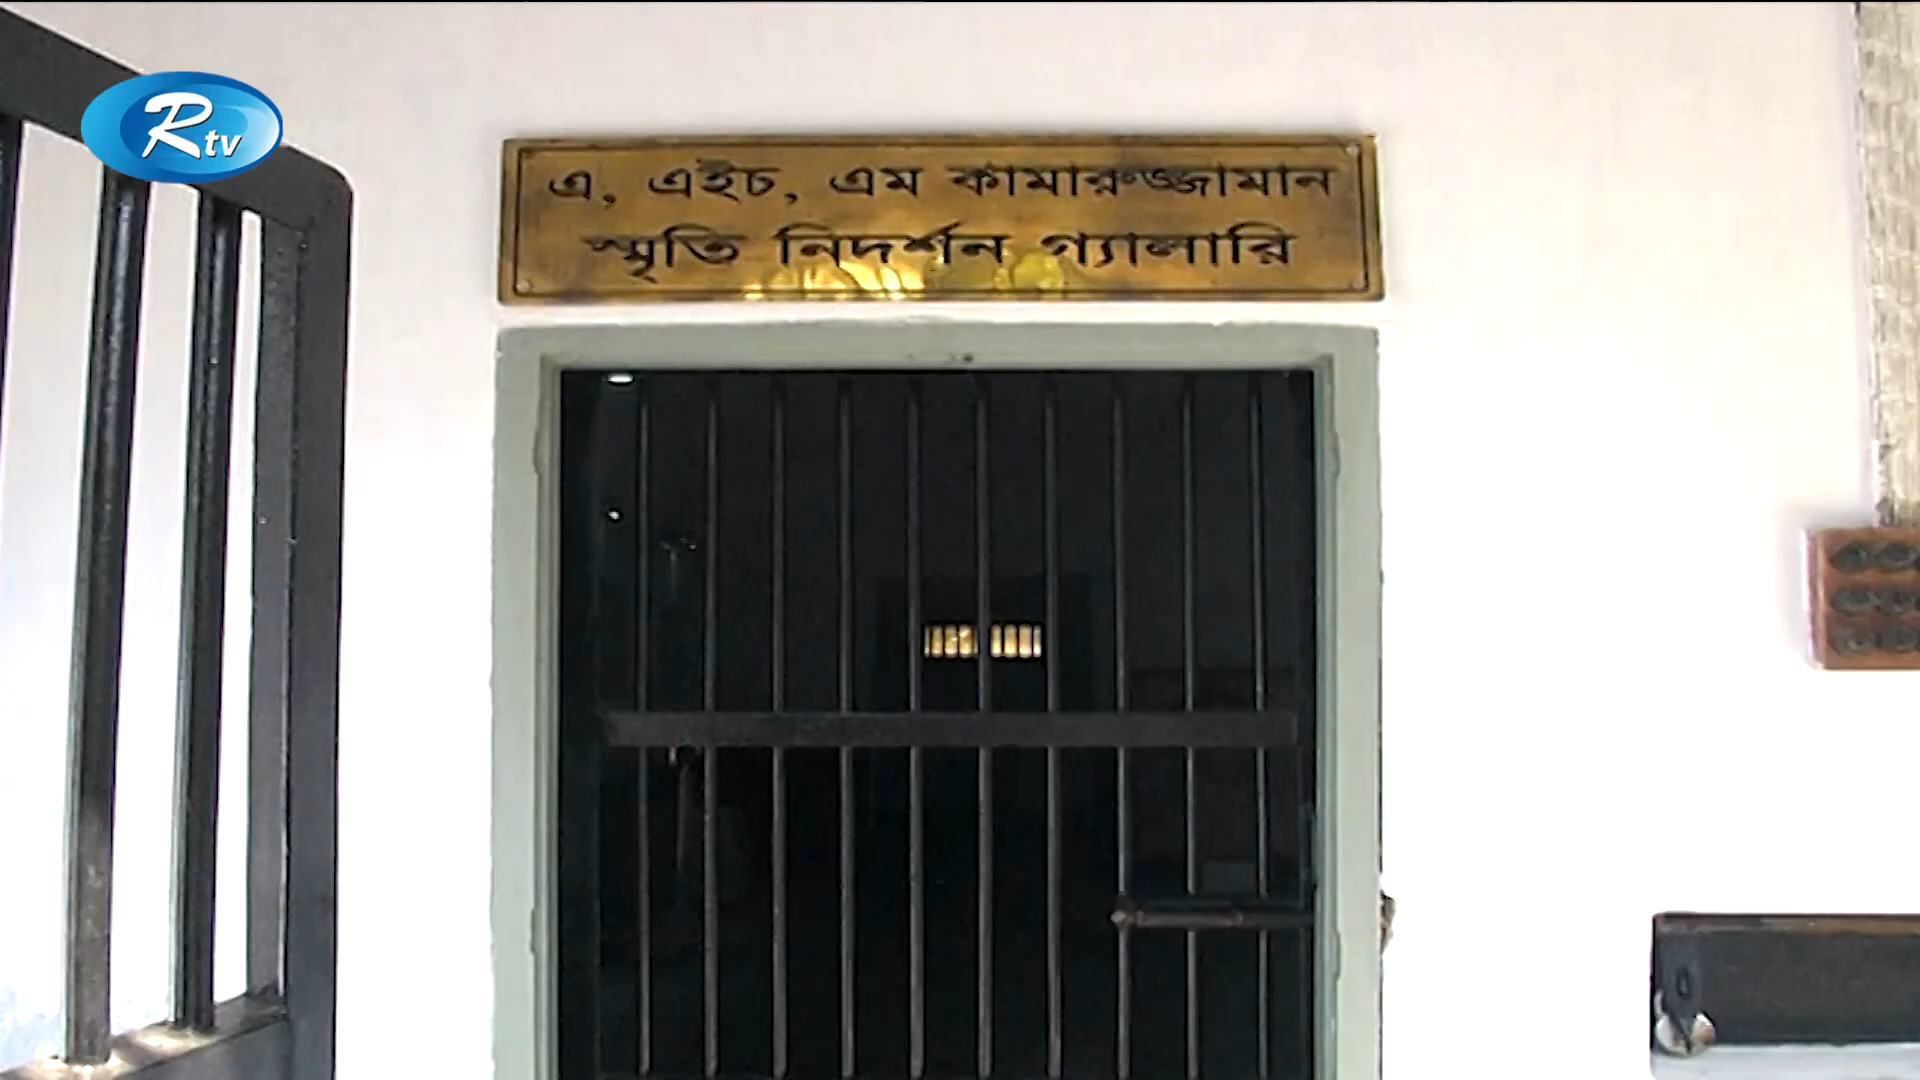 Rtv
এ, এইচ, এম কামারুজ্জামান
স্মৃতি নিদর্শন গ্যালারি